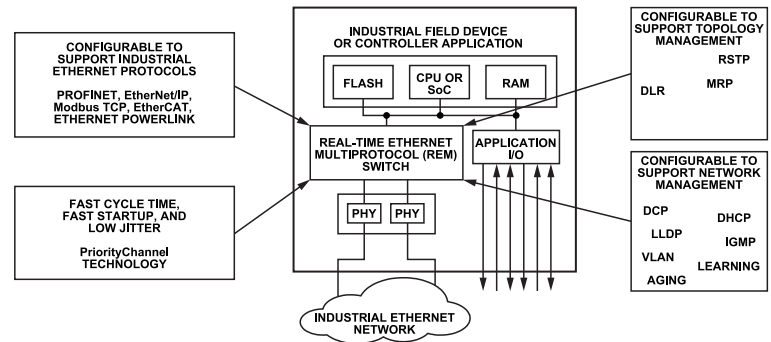 CONFIGURABLE TO
SUPPORT INDUSTRIAL
ETHERNET PROTOCOLS
PROFINET, EtherNet/IP,
Modbus TCP, EtherCAT,
ETHERNET POWERLINK
FAST CYCLE TIME,
FAST STARTUP, AND
LOW JITTER
PriorityChannel
TECHNOLOGY
INDUSTRIAL FIELD DEVICE
OR CONTROLLER APPLICATION
FLASH
CPU OR
SoC
RAM
REAL-TIME ETHERNET
MULTIPROTOCOL (REM)
SWITCH
APPLICATION
I/O
PHY
PHY
INDUSTRIAL ETHERNET
NETWORK
CONFIGURABLE TO
SUPPORT TOPOLOGY
MANAGEMENT
RSTP
MRP
DLR
CONFIGURABLE TO
SUPPORT NETWORK
MANAGEMENT
DCP
DHCP
LLDP
IGMP
VLAN
LEARNING
AGING